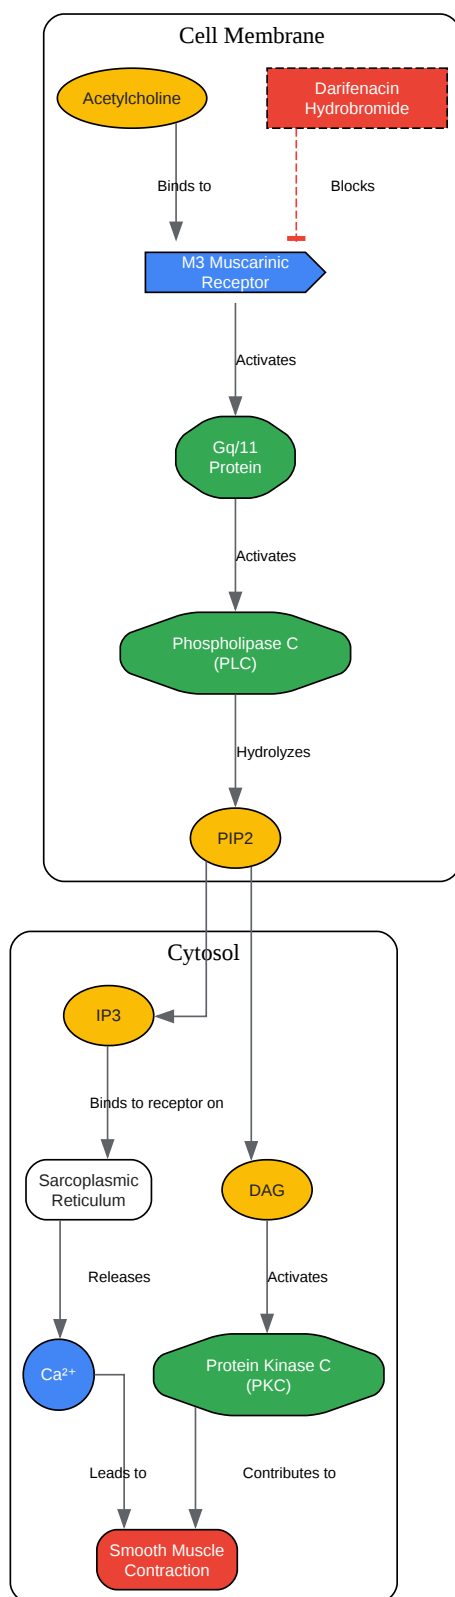 Cell Membrane
Acetylcholine
Darifenacin
Hydrobromide
Binds to
Blocks
M3 Muscarinic
Receptor
Activates
Gq/11
Protein
Activates
Phospholipase C
(PLC)
Hydrolyzes
PIP2
Cytosol
IP3
Binds to receptor on
Sarcoplasmic
Reticulum
DAG
Releases
Activates
Ca²⁺
Protein Kinase C
(PKC)
Leads to
Contributes to
Smooth Muscle
Contraction